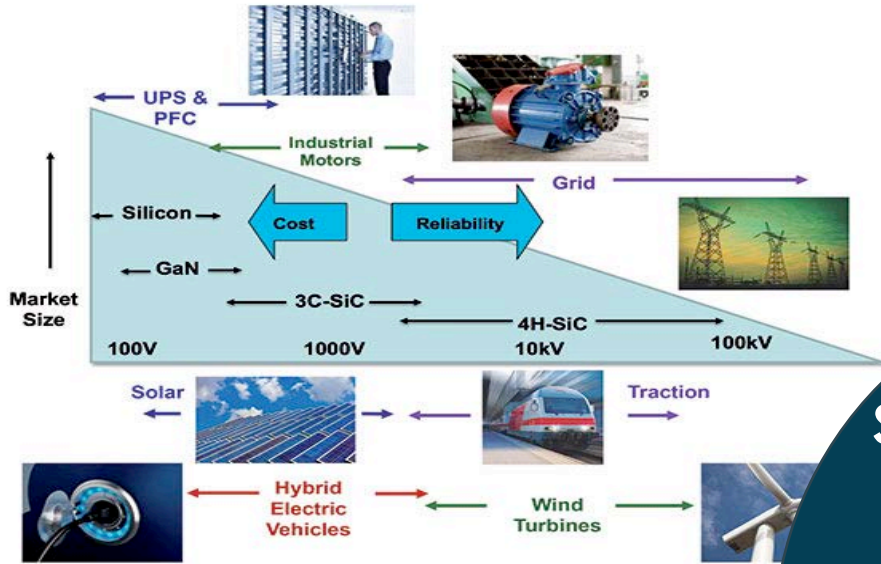 UPS &
PFC
Industrial
Motors
Grid
Silicon
Cost
Reliability
GaN
Market
Size
3C-SiC
4H-SiC
100V
1000V
10kV
100kV
Solar
Traction
S
Hybrid
Electric
Vehicles
Wind
Turbines